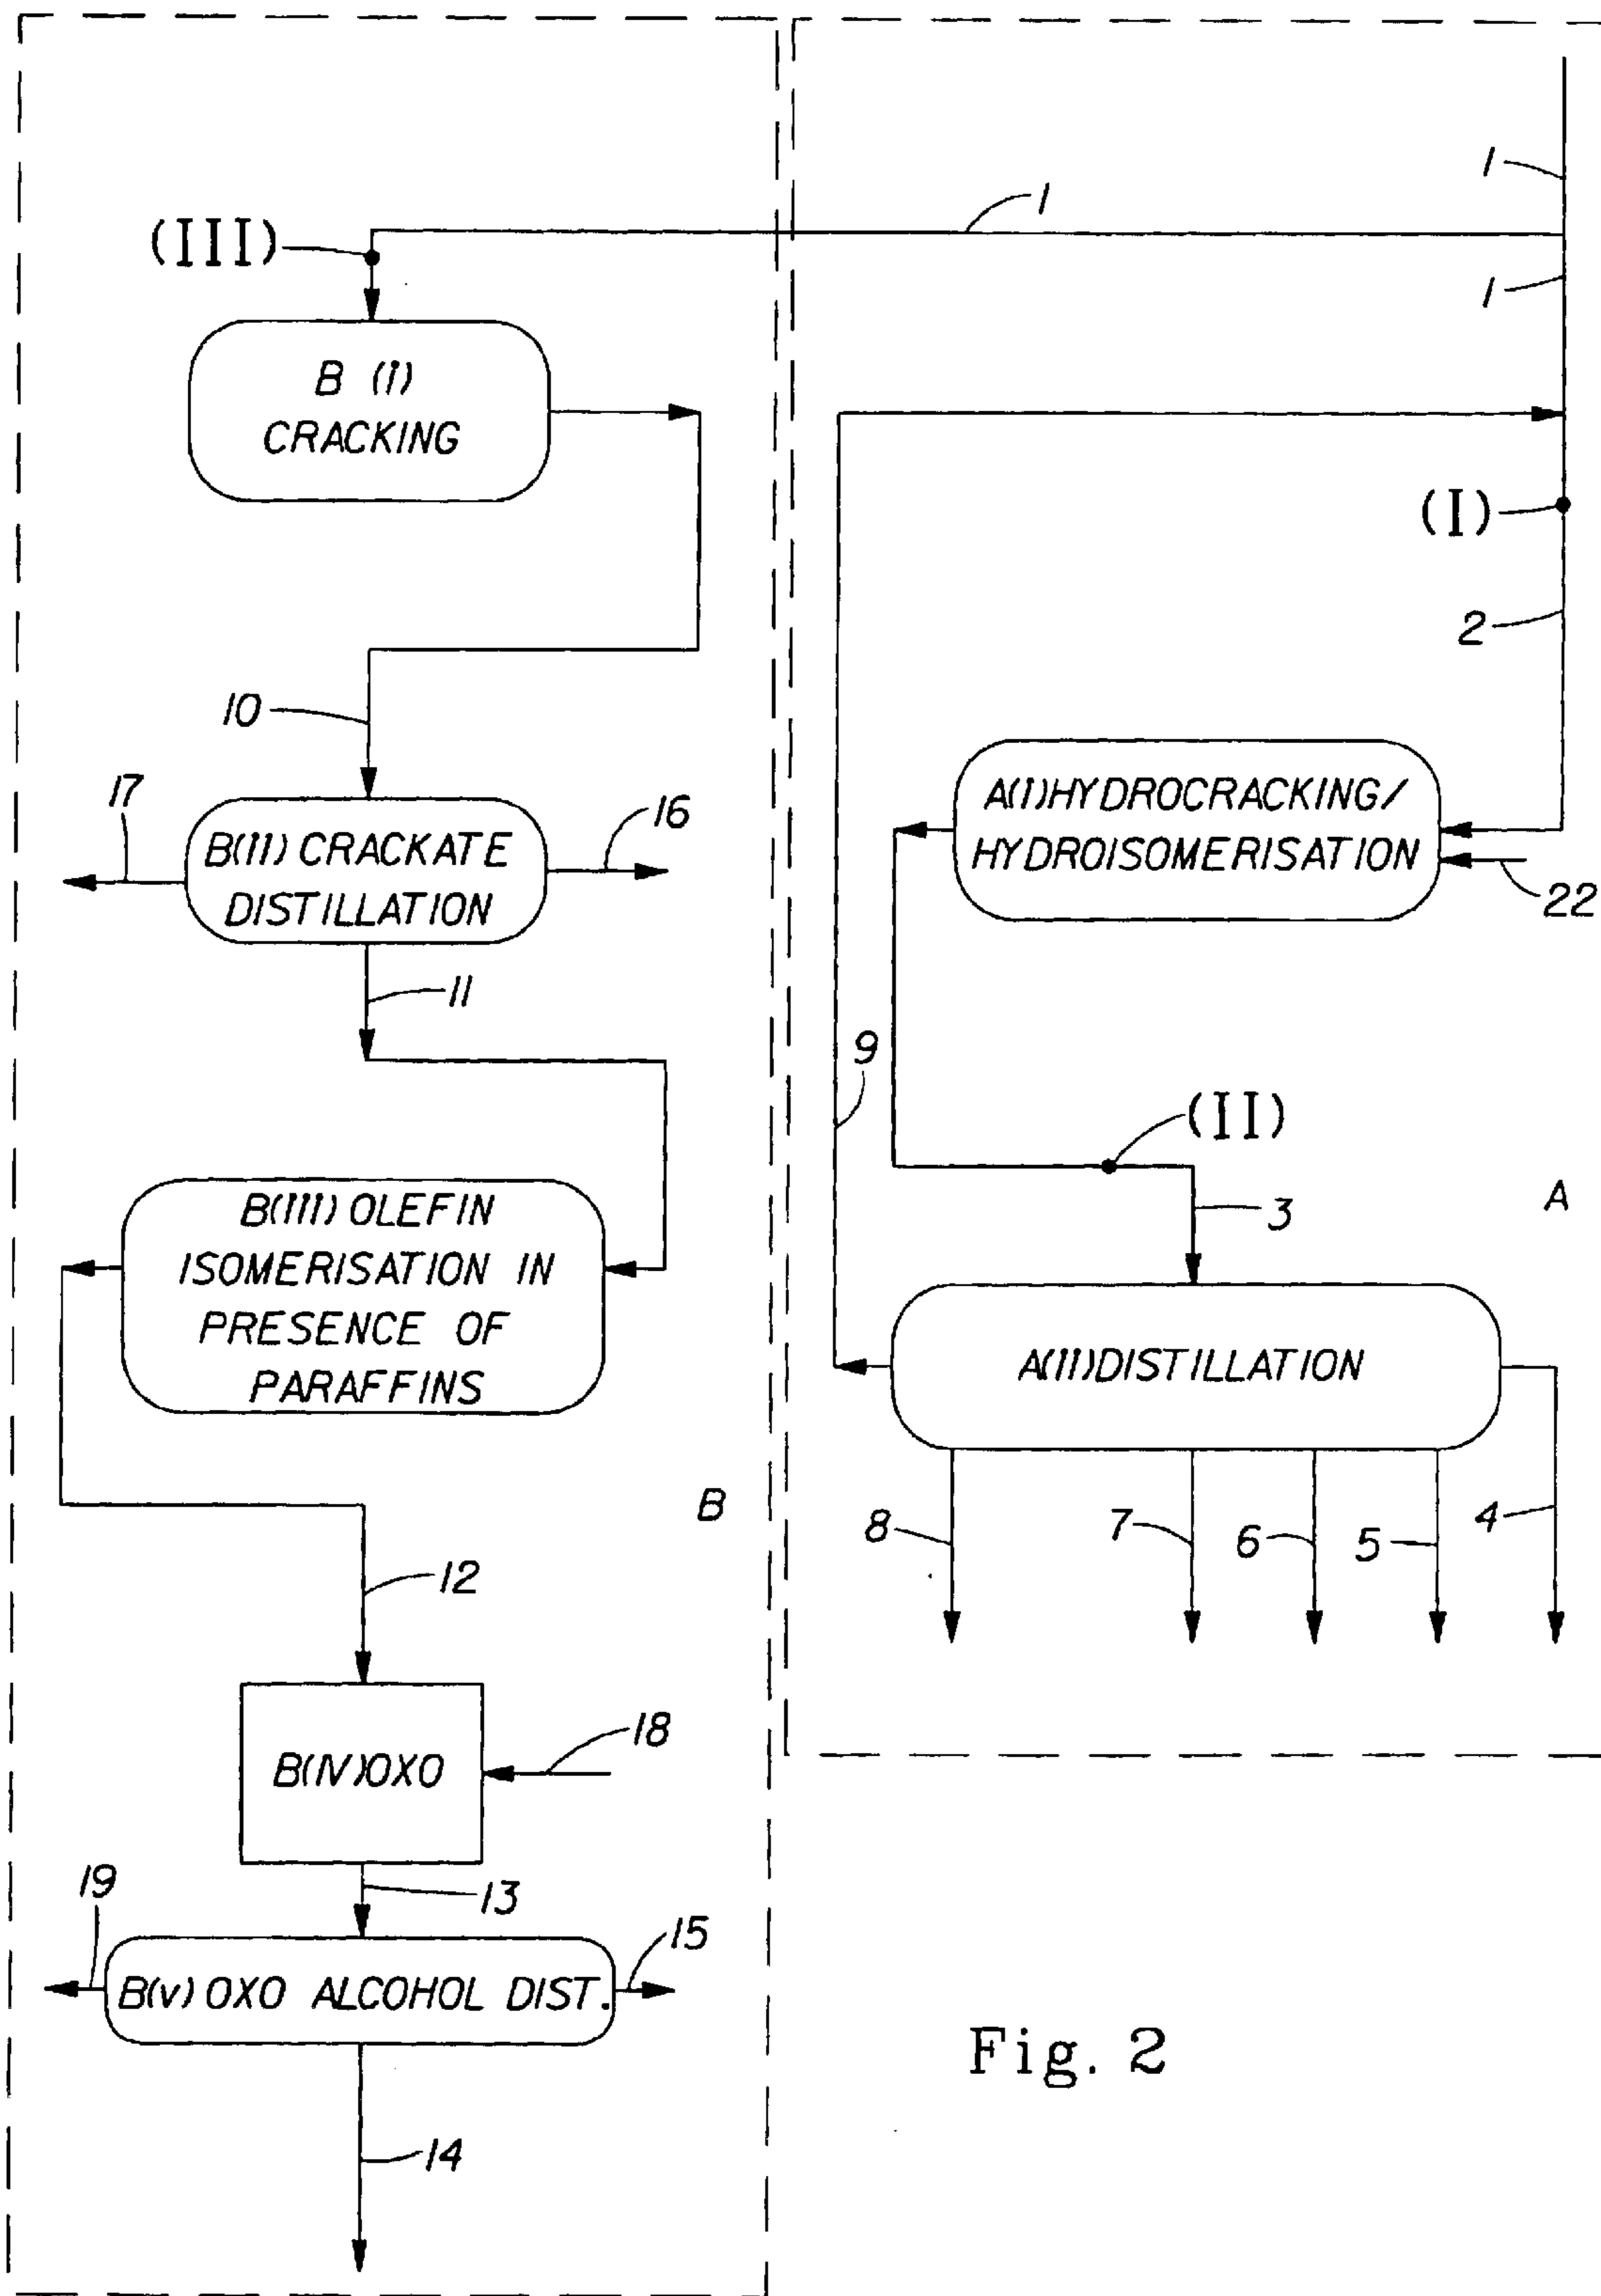 1
1
(III)
1
B (i)
CRACKING
(I)
2
10
A(i)HYDROCRACKING/
HYDROISOMERISATION
22
17
16
B(ii) CRACKATE
DISTILLATION
11
9
(II)
3
A
B(iii) OLEFIN
ISOMERISATION IN
PRESENCE OF
PARAFFINS
A(ii)DISTILLATION
B
8
7
6
5
4
12
18
B(iv)OXO
13
19
15
B(v) OXO ALCOHOL DIST.
14
Fig. 2